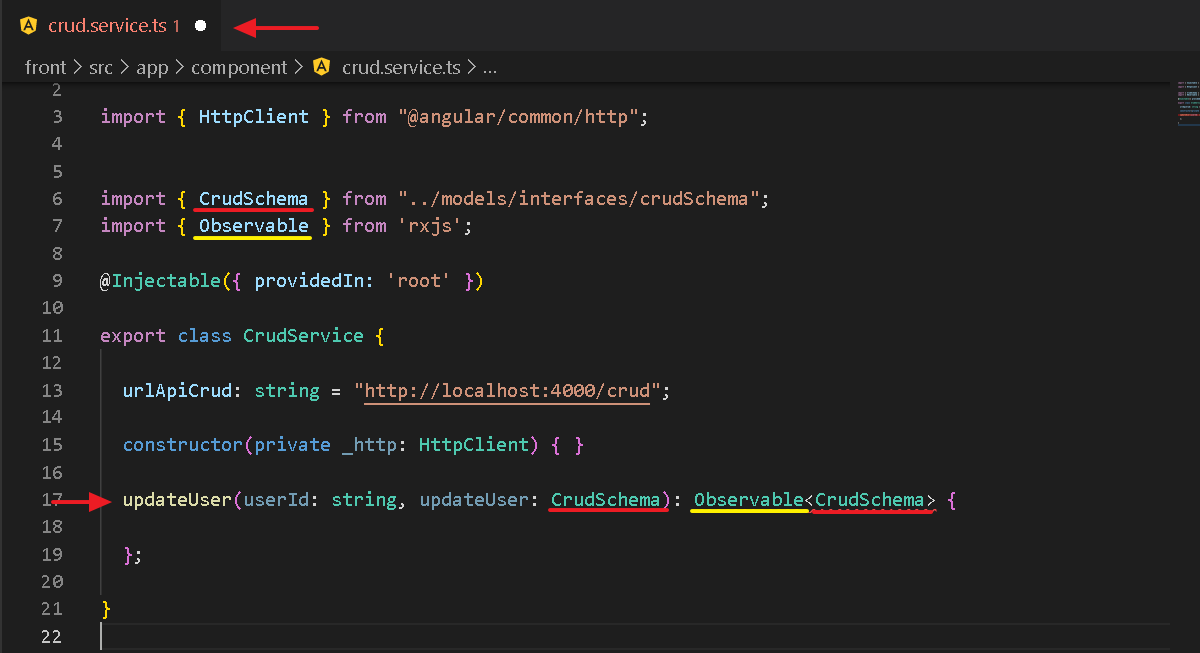 crud.service.ts 1
front > src > app > component > crud.service.ts > ...
2
3 import { HttpClient } from "@angular/common/http";
4
5
6 import { CrudSchema } from "../models/interfaces/crudSchema";
7 import { Observable } from 'rxjs';
8
9 @Injectable({ providedIn: 'root' })
10
11 export class CrudService {
12
13 urlApiCrud: string = "http://localhost:4000/crud";
14
15 constructor(private _http: HttpClient) { }
16
17 updateUser(userId: string, updateUser: CrudSchema): Observable<CrudSchema> {
18
19 };
20
21 }
22